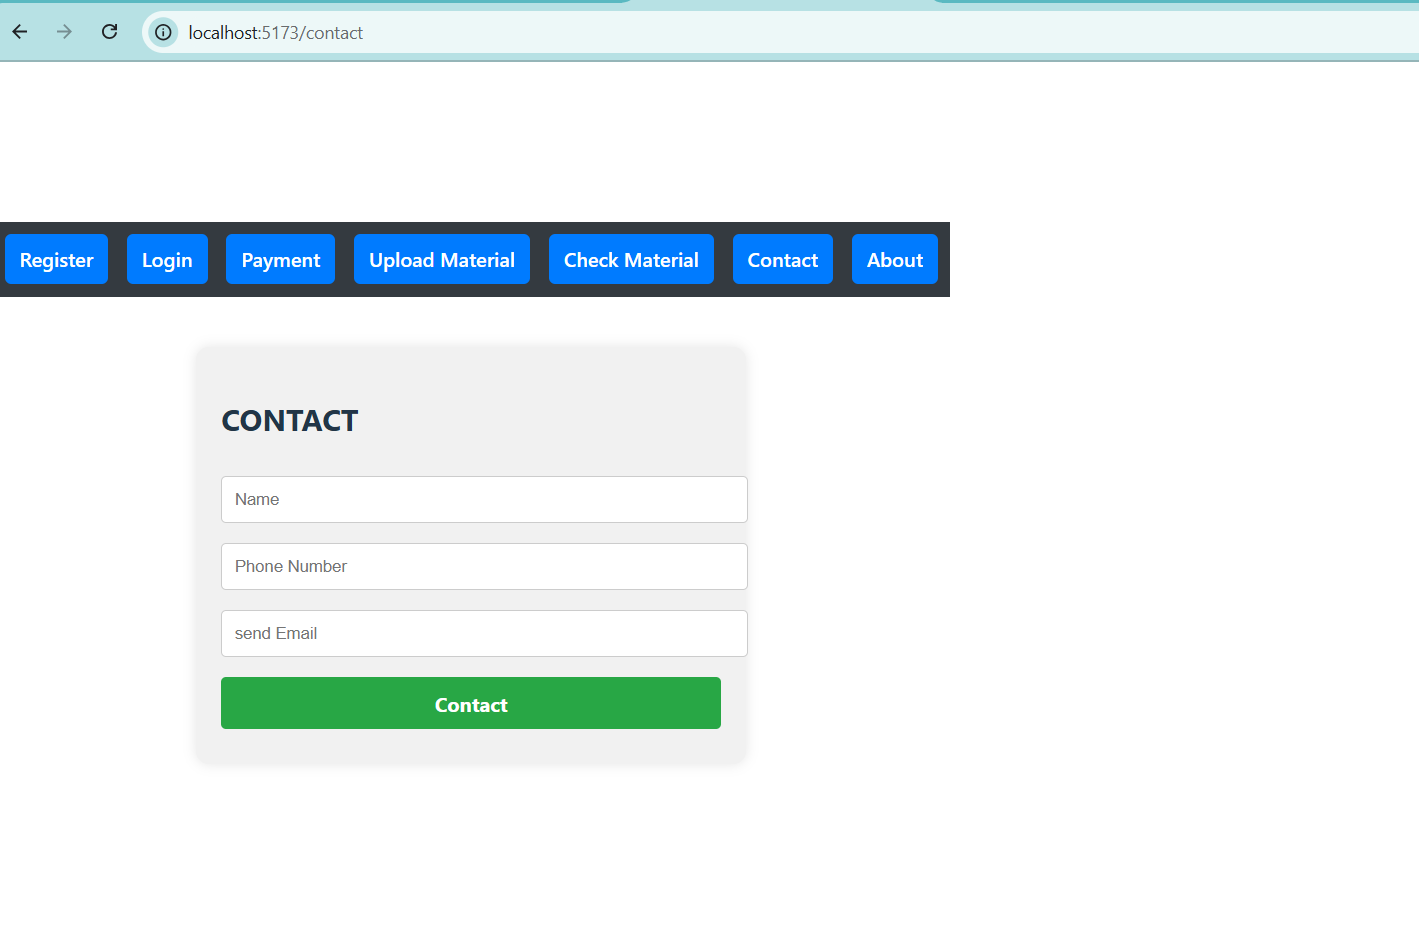 localhost:5173/contact
Register Login Payment Upload Material Check Material Contact About
CONTACT
Name
Phone Number
send Email
Contact